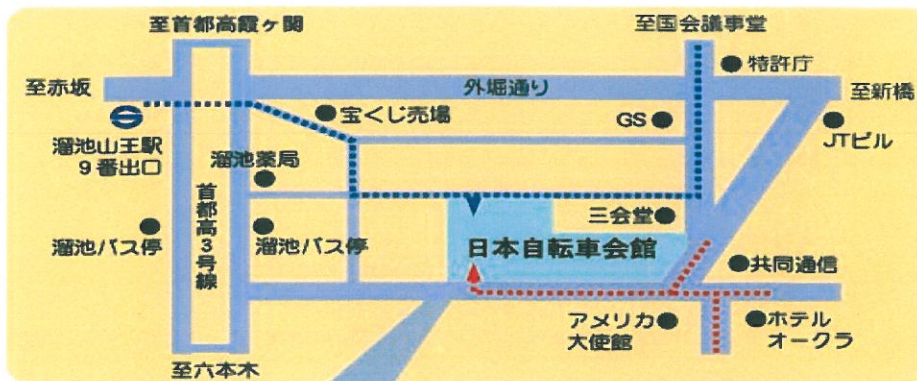 至首都高霞ヶ関
至国会議事堂
特許庁
至赤坂
外堀通り
至新橋
宝くじ売場
GS
溜池山王駅
9番出口
溜池薬局
JTビル
首都高3号線
三会堂
溜池バス停
溜池バス停
日本自転車会館
共同通信
アメリカ
大使館
ホテル
オークラ
至六本木